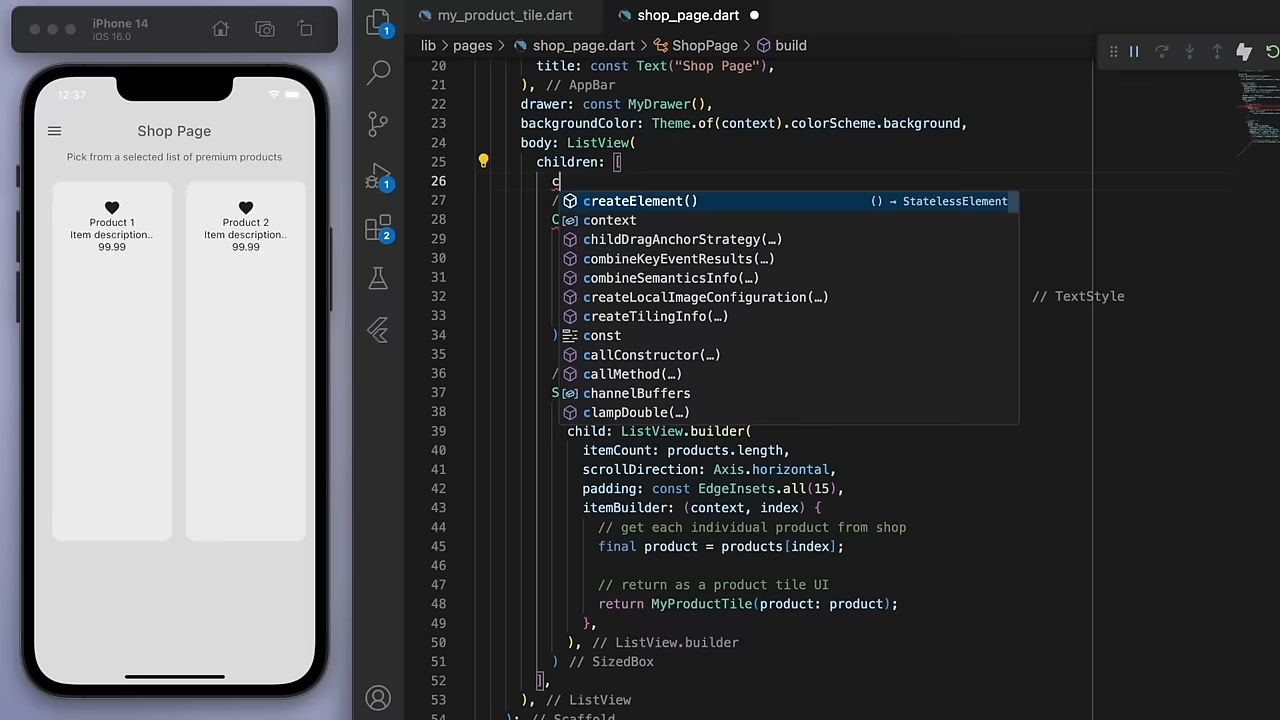 iPhone 14
iOS 16.0
12:37
Shop Page
Pick from a selected list of premium products
Product 1
Item description..
99.99
Product 2
Item description..
99.99
1
1
2
my_product_tile.dart
shop_page.dart
lib > pages > shop_page.dart > ShopPage > build
20 title: const Text("Shop Page"),
21 ), // AppBar
22 drawer: const MyDrawer(),
23 backgroundColor: Theme.of(context).colorScheme.background,
24 body: ListView(
25 children: [
26 c
27 /
28 C
29
30
31
32 // TextStyle
33
34 )
35
36 /
37 S
38
createElement() () → StatelessElement
context
childDragAnchorStrategy(…)
combineKeyEventResults(…)
combineSemanticsInfo(…)
createLocalImageConfiguration(…)
createTilingInfo(…)
const
callConstructor(…)
callMethod(…)
channelBuffers
clampDouble(…)
39 child: ListView.builder(
40 itemCount: products.length,
41 scrollDirection: Axis.horizontal,
42 padding: const EdgeInsets.all(15),
43 itemBuilder: (context, index) {
44 // get each individual product from shop
45 final product = products[index];
46
47 // return as a product tile UI
48 return MyProductTile(product: product);
49 },
50 ), // ListView.builder
51 ) // SizedBox
52 ],
53 ), // ListView
54 ); // Scaffold